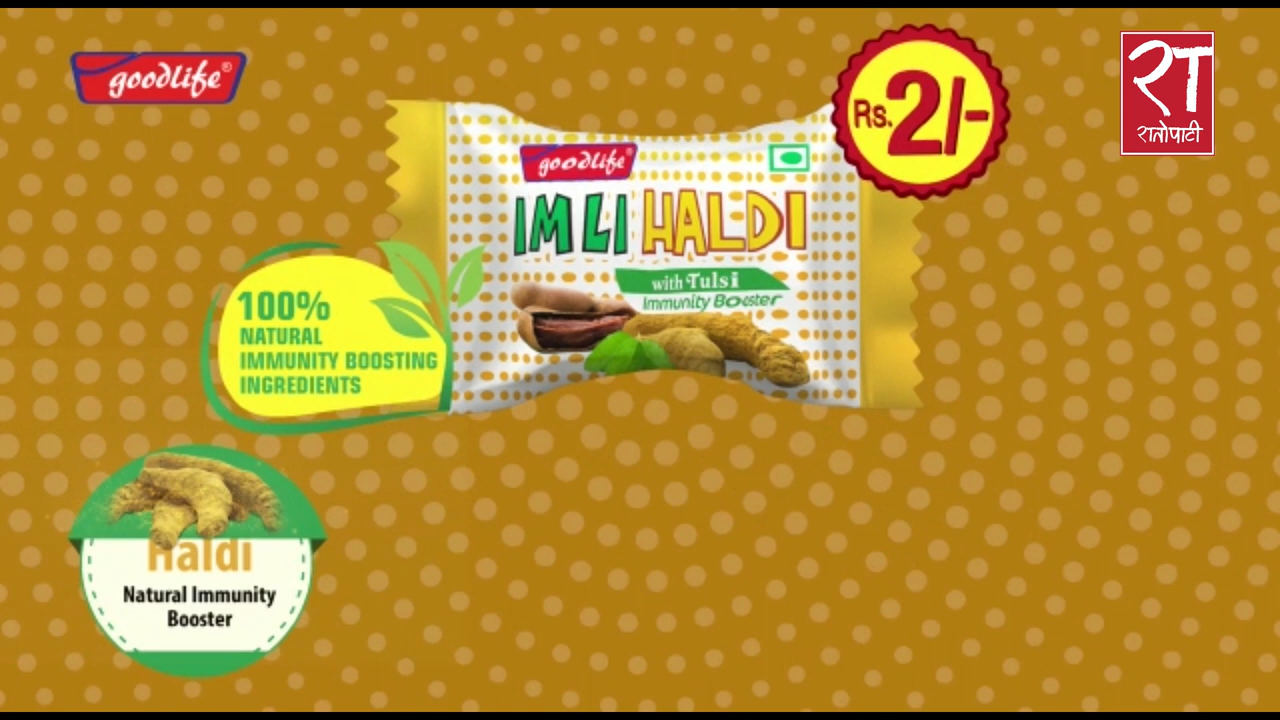 goodlife®
Rs. 2/-
रा
रातोपाटी
goodlife®
IMLI HALDI
with Tulsi
Immunity Booster
100%
NATURAL
IMMUNITY BOOSTING
INGREDIENTS
Haldi
Natural Immunity
Booster